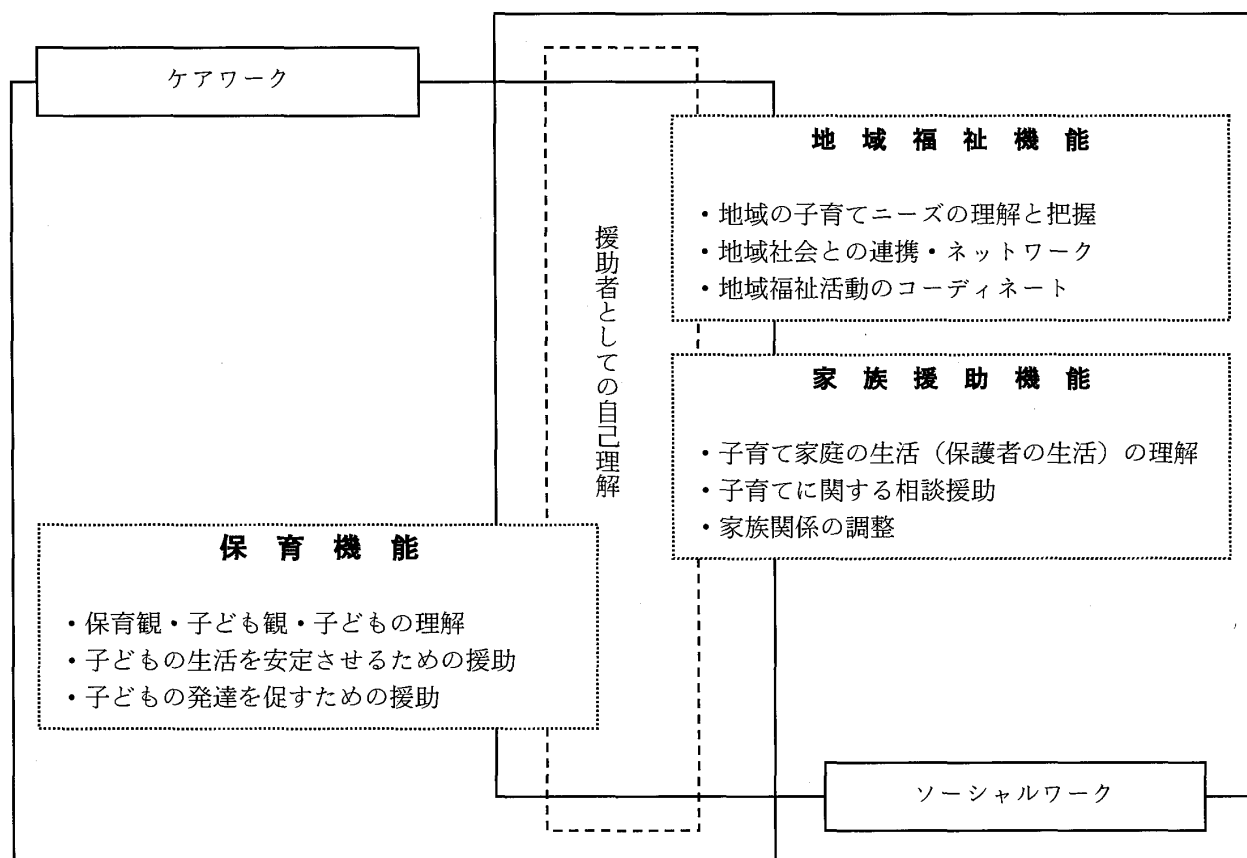 ケアワーク
地域福祉機能
・地域の子育てニーズの理解と把握
・地域社会との連携・ネットワーク
・地域福祉活動のコーディネート
援助者としての自己理解
家族援助機能
・子育て家庭の生活（保護者の生活）の理解
・子育てに関する相談援助
・家族関係の調整
保育機能
・保育観・子ども観・子どもの理解
・子どもの生活を安定させるための援助
・子どもの発達を促すための援助
ソーシャルワーク